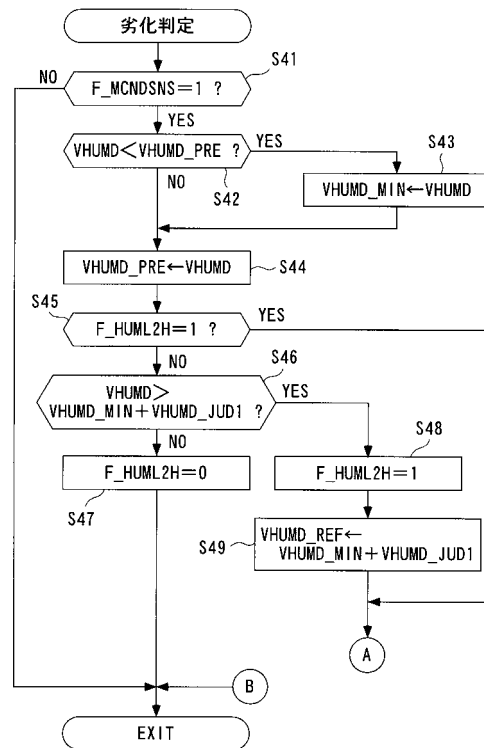 劣化判定
S41
NO
F_MCNDSNS=1 ?
YES
VHUMD<VHUMD_PRE ?
YES
S43
S42
NO
VHUMD_MIN←VHUMD
VHUMD_PRE←VHUMD
S44
S45
F_HUML2H=1 ?
YES
NO
S46
VHUMD>
VHUMD_MIN+VHUMD_JUD1 ?
YES
NO
S48
F_HUML2H=0
F_HUML2H=1
S47
S49
VHUMD_REF←
VHUMD_MIN+VHUMD_JUD1
A
B
EXIT